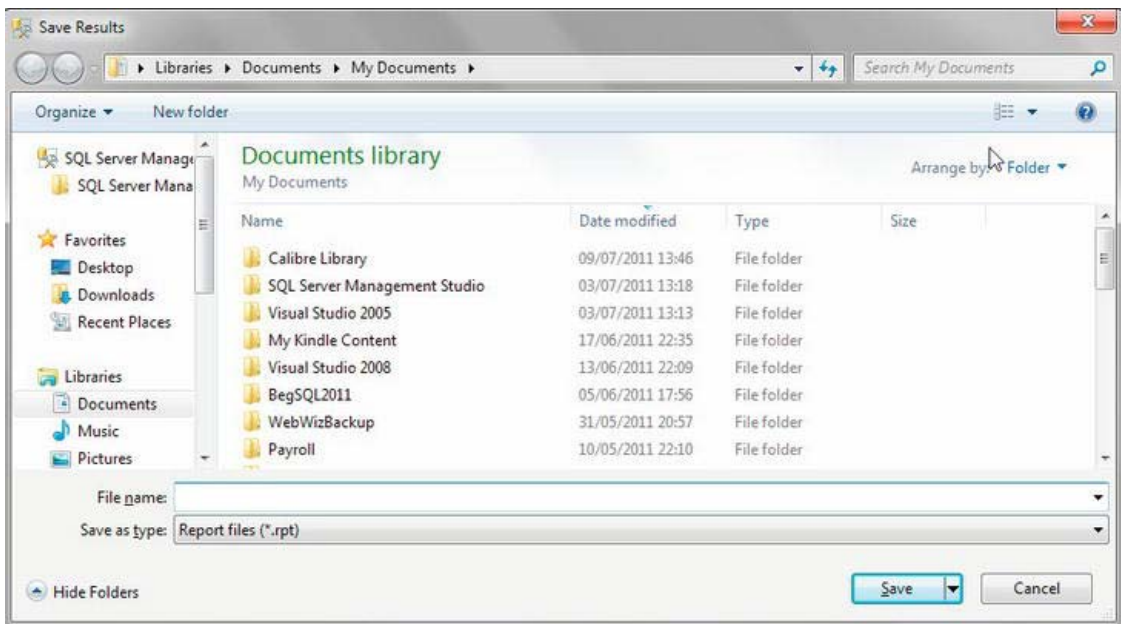 Save Results
Libraries Documents My Documents
Search My Documents
Organize New folder
SQL Server Manage
SQL Server Mana
Favorites
Desktop
Downloads
Recent Places
Libraries
Documents
Music
Pictures
Documents library
My Documents
Arrange by: Folder
Name Date modified Type Size
Calibre Library 09/07/2011 13:46 File folder
SQL Server Management Studio 03/07/2011 13:18 File folder
Visual Studio 2005 03/07/2011 13:13 File folder
My Kindle Content 17/06/2011 22:35 File folder
Visual Studio 2008 13/06/2011 22:09 File folder
BegSQL2011 05/06/2011 17:56 File folder
WebWizBackup 31/05/2011 20:57 File folder
Payroll 10/05/2011 22:10 File folder
File name:
Save as type: Report files (*.rpt)
Hide Folders
Save Cancel